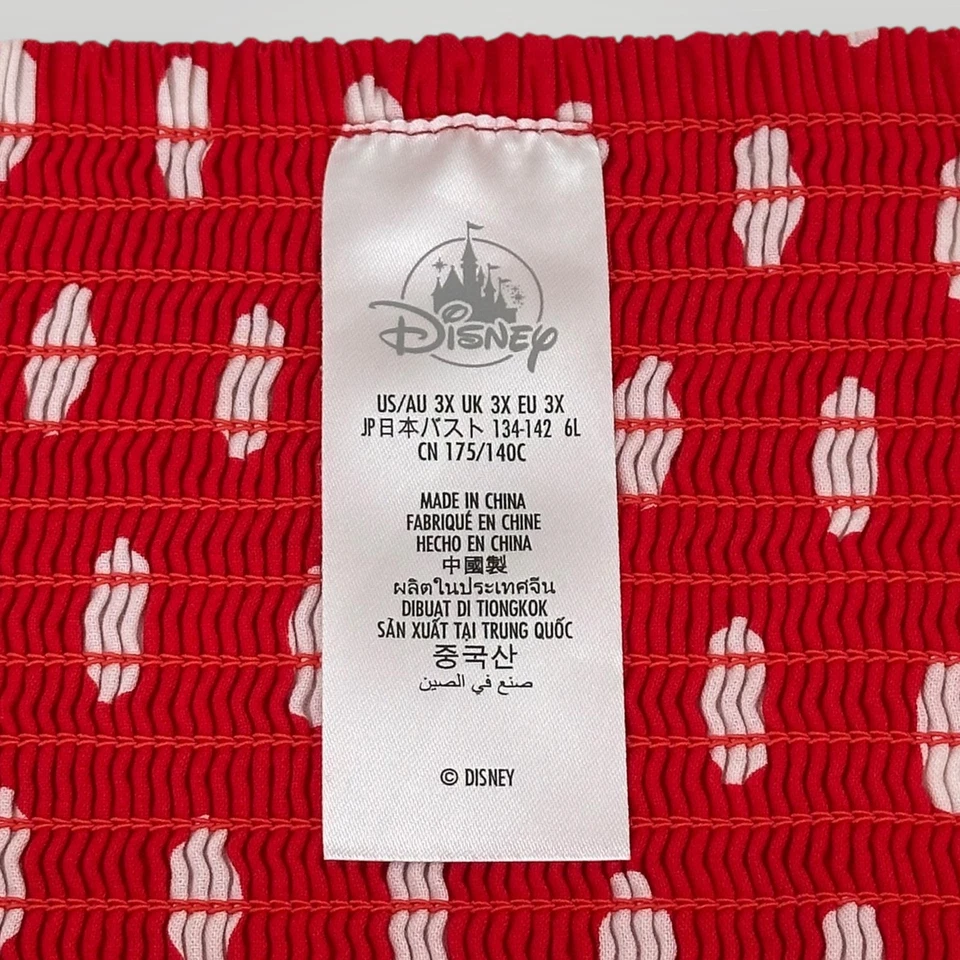 Disney
US/AU 3X UK 3X EU 3X
JP日本バスト 134-142 6L
CN 175/140C
MADE IN CHINA
FABRIQUÉ EN CHINE
HECHO EN CHINA
中國製
ผลิตในประเทศจีน
DIBUAT DI TIONGKOK
SẢN XUẤT TẠI TRUNG QUỐC
중국산
صنع في الصين
© DISNEY